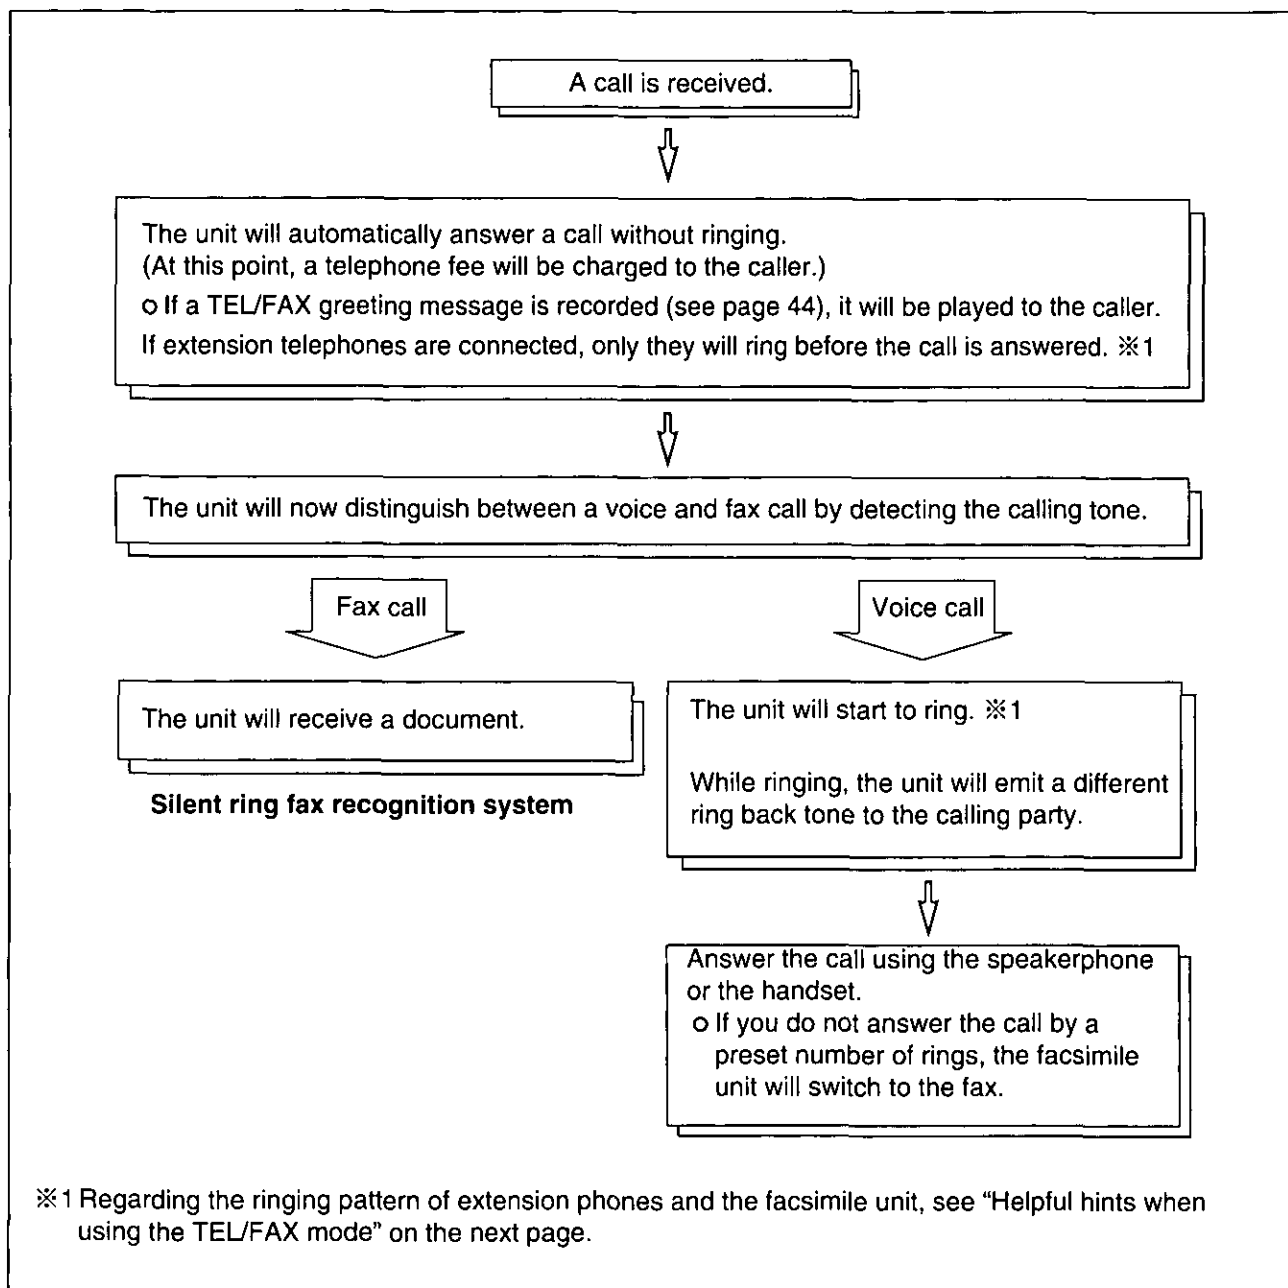 A call is received.
The unit will automatically answer a call without ringing.
(At this point, a telephone fee will be charged to the caller.)
o If a TEL/FAX greeting message is recorded (see page 44), it will be played to the caller.
If extension telephones are connected, only they will ring before the call is answered. ※1
The unit will now distinguish between a voice and fax call by detecting the calling tone.
Fax call
The unit will receive a document.
Silent ring fax recognition system
Voice call
The unit will start to ring. ※1
While ringing, the unit will emit a different
ring back tone to the calling party.
Answer the call using the speakerphone
or the handset.
o If you do not answer the call by a
preset number of rings, the facsimile
unit will switch to the fax.
※1 Regarding the ringing pattern of extension phones and the facsimile unit, see “Helpful hints when
using the TEL/FAX mode” on the next page.